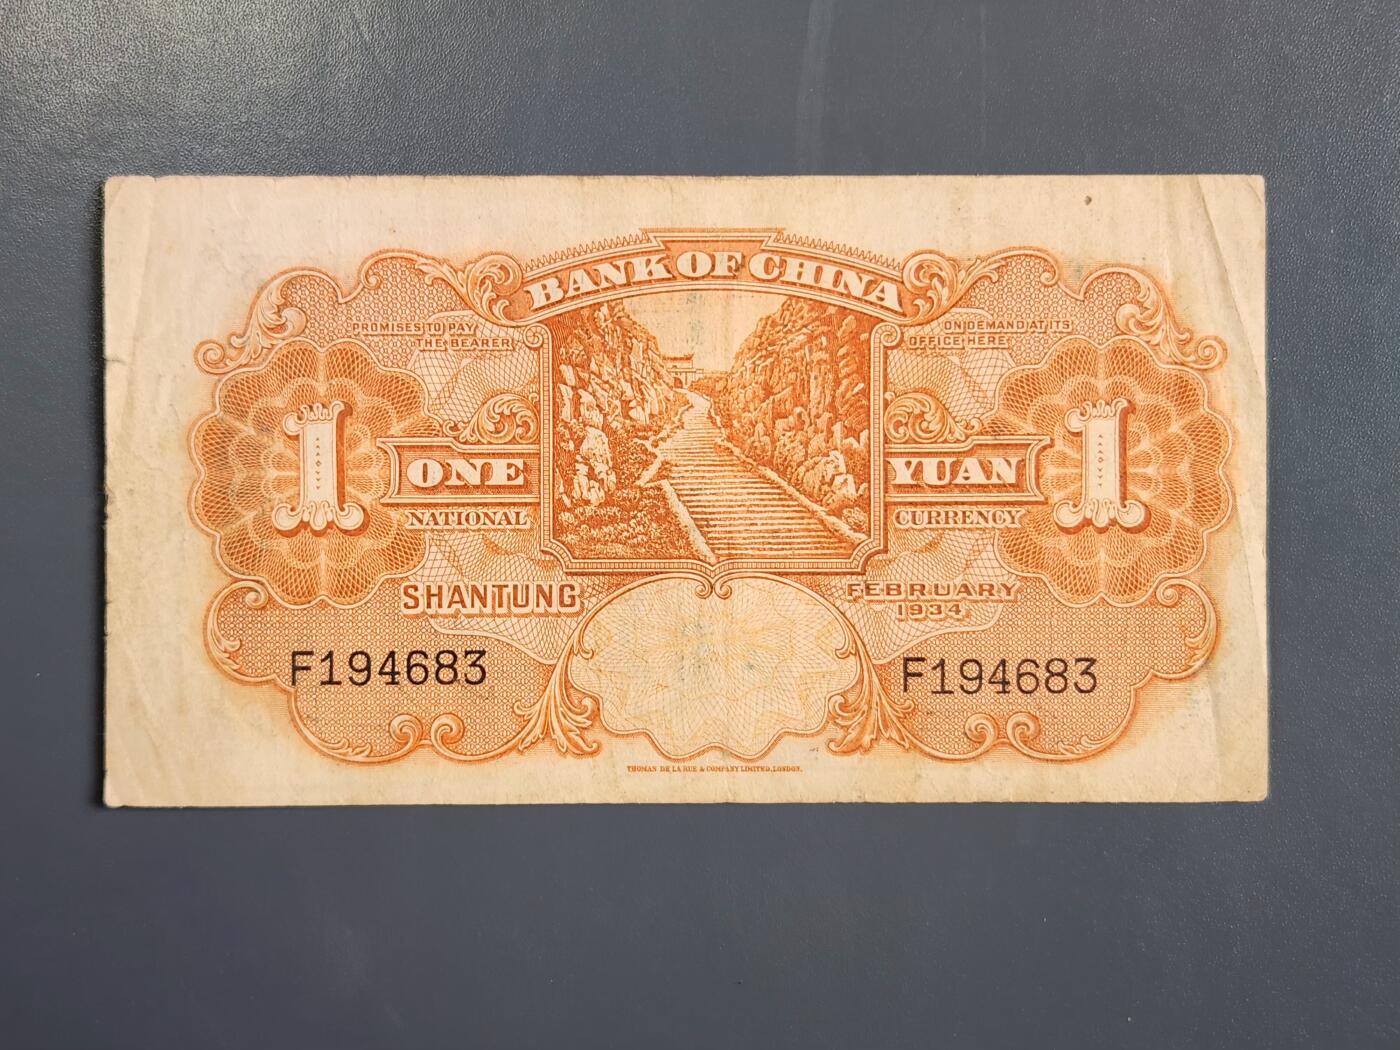 BANK OF CHINA
PROMISES TO PAY
THE BEARER
ON DEMAND AT ITS
OFFICE HERE
1
ONE
YUAN
1
NATIONAL
CURRENCY
SHANTUNG
FEBRUARY
1934
F194683
F194683
THOMAS DE LA RUE & COMPANY LIMITED, LONDON.